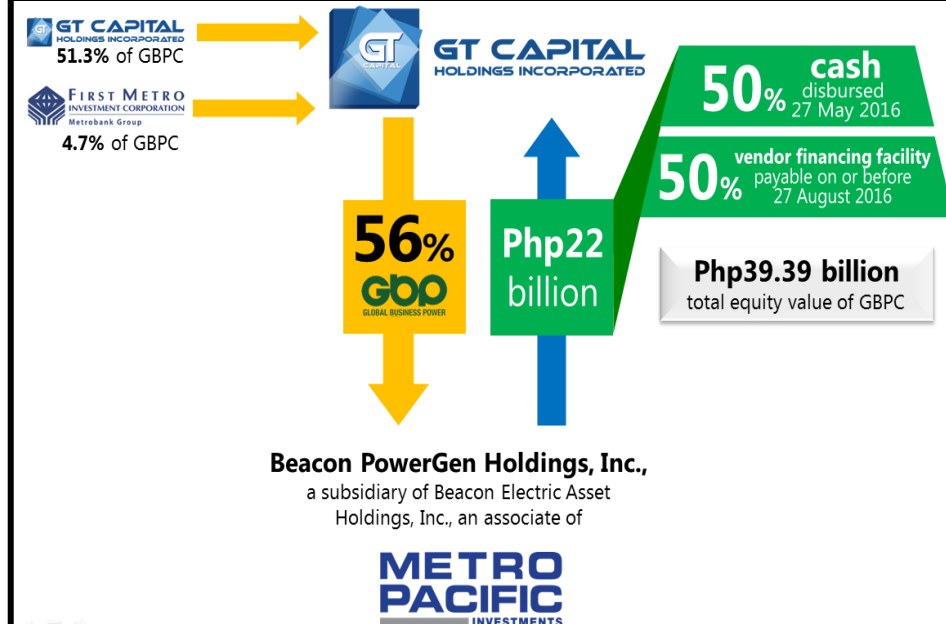 GT CAPITAL
HOLDINGS INCORPORATED
51.3% of GBPC
FIRST METRO
INVESTMENT CORPORATION
Metrobank Group
4.7% of GBPC
GT
CAPITAL
GT CAPITAL
HOLDINGS INCORPORATED
50% cash
disbursed
27 May 2016
50% vendor financing facility
payable on or before
27 August 2016
56%
Gbp
GLOBAL BUSINESS POWER
Php22
billion
Php39.39 billion
total equity value of GBPC
Beacon PowerGen Holdings, Inc.,
a subsidiary of Beacon Electric Asset
Holdings, Inc., an associate of
METRO
PACIFIC
INVESTMENTS